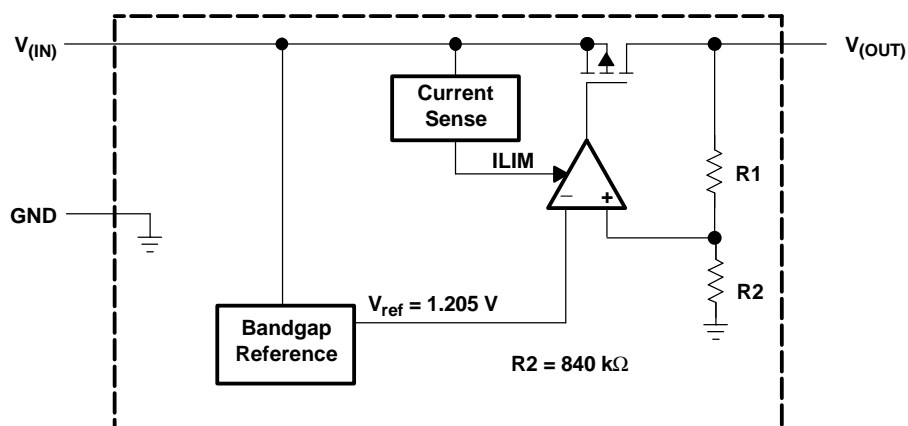 V(IN)
V(OUT)
Current
Sense
ILIM
R1
− +
GND
R2
Vref = 1.205 V
Bandgap
Reference
R2 = 840 kΩ